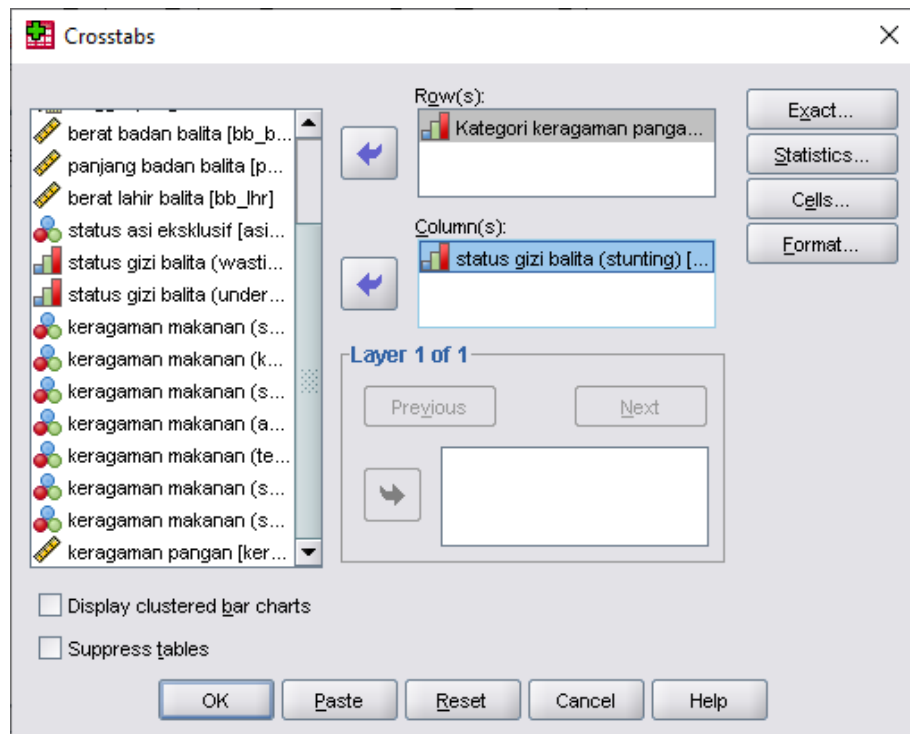 Crosstabs
berat badan balita [bb_b...
panjang badan balita [p...
berat lahir balita [bb_lhr]
status asi eksklusif [asi...
status gizi balita (wasti...
status gizi balita (under...
keragaman makanan (s...
keragaman makanan (k...
keragaman makanan (s...
keragaman makanan (a...
keragaman makanan (te...
keragaman makanan (s...
keragaman makanan (s...
keragaman pangan [ker...
Row(s):
Kategori keragaman panga...
Column(s):
status gizi balita (stunting) [...
Layer 1 of 1
Previous
Next
Exact...
Statistics...
Cells...
Format...
Display clustered bar charts
Suppress tables
OK
Paste
Reset
Cancel
Help